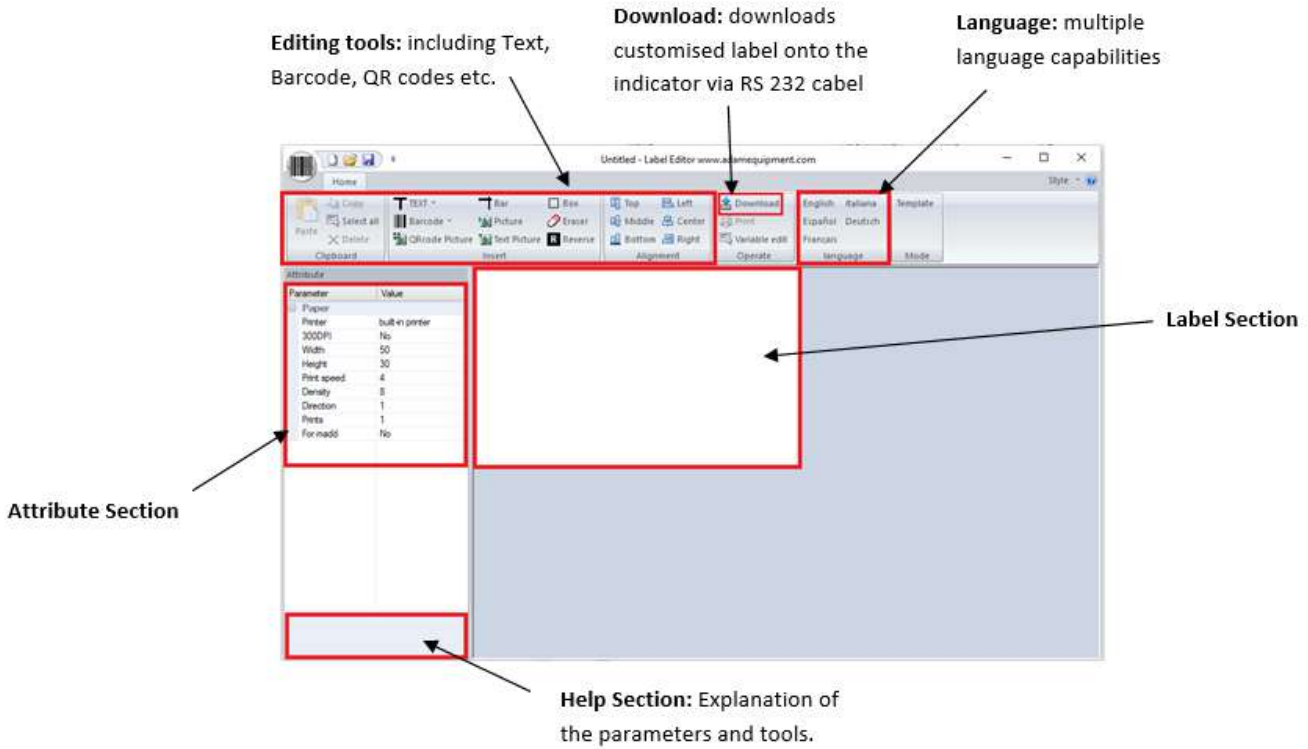 Editing tools: including Text,
Barcode, QR codes etc.
Download: downloads
customised label onto the
indicator via RS 232 cabel
Language: multiple
language capabilities
Untitled - Label Editor www.adamequipment.com
Home
Style
Paste
Copy
Select all
Delete
Clipboard
TEXT
Bar
Box
Barcode
Picture
Eraser
QRcode Picture
Text Picture
R Reverse
Insert
Top
Left
Middle
Center
Bottom
Right
Alignment
Download
Print
Variable edit
Operate
English
Italiana
Español
Deutsch
Français
language
Template
Mode
Attribute
Parameter Value
Paper
Printer built-in printer
300DPI No
Width 50
Height 30
Print speed 4
Density 8
Direction 1
Prints 1
For madd No
Label Section
Attribute Section
Help Section: Explanation of
the parameters and tools.